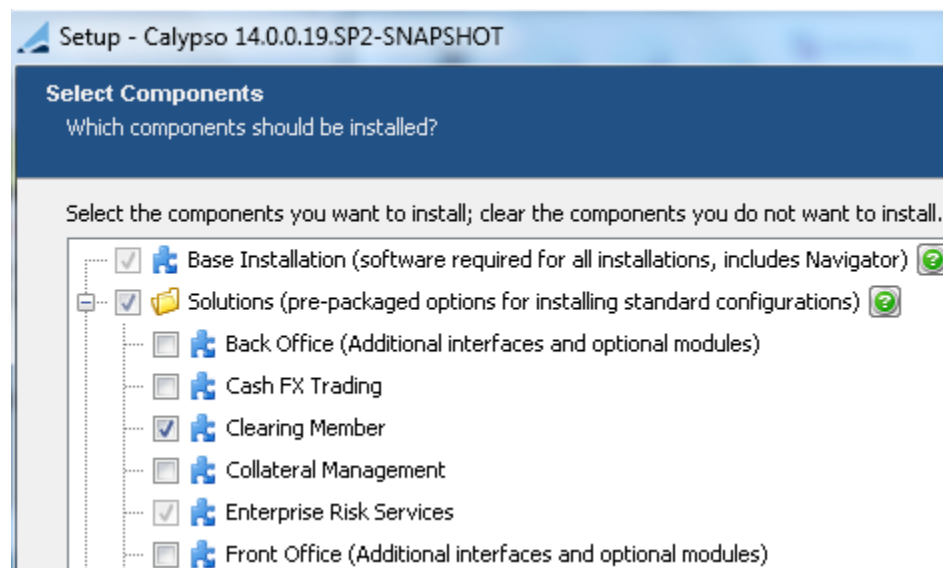 Setup - Calypso 14.0.0.19.SP2-SNAPSHOT
Select Components
Which components should be installed?
Select the components you want to install; clear the components you do not want to install.
Base Installation (software required for all installations, includes Navigator)
Solutions (pre-packaged options for installing standard configurations)
Back Office (Additional interfaces and optional modules)
Cash FX Trading
Clearing Member
Collateral Management
Enterprise Risk Services
Front Office (Additional interfaces and optional modules)